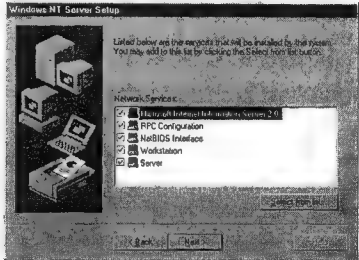 Windows NT Server Setup
Listed below are the services that will be installed by the system.
You may add to this list by clicking the Select from list button.
Network Services:
Microsoft Internet Information Server 2.0
RPC Configuration
NetBIOS Interface
Workstation
Server
Select from list...
< Back
Next >